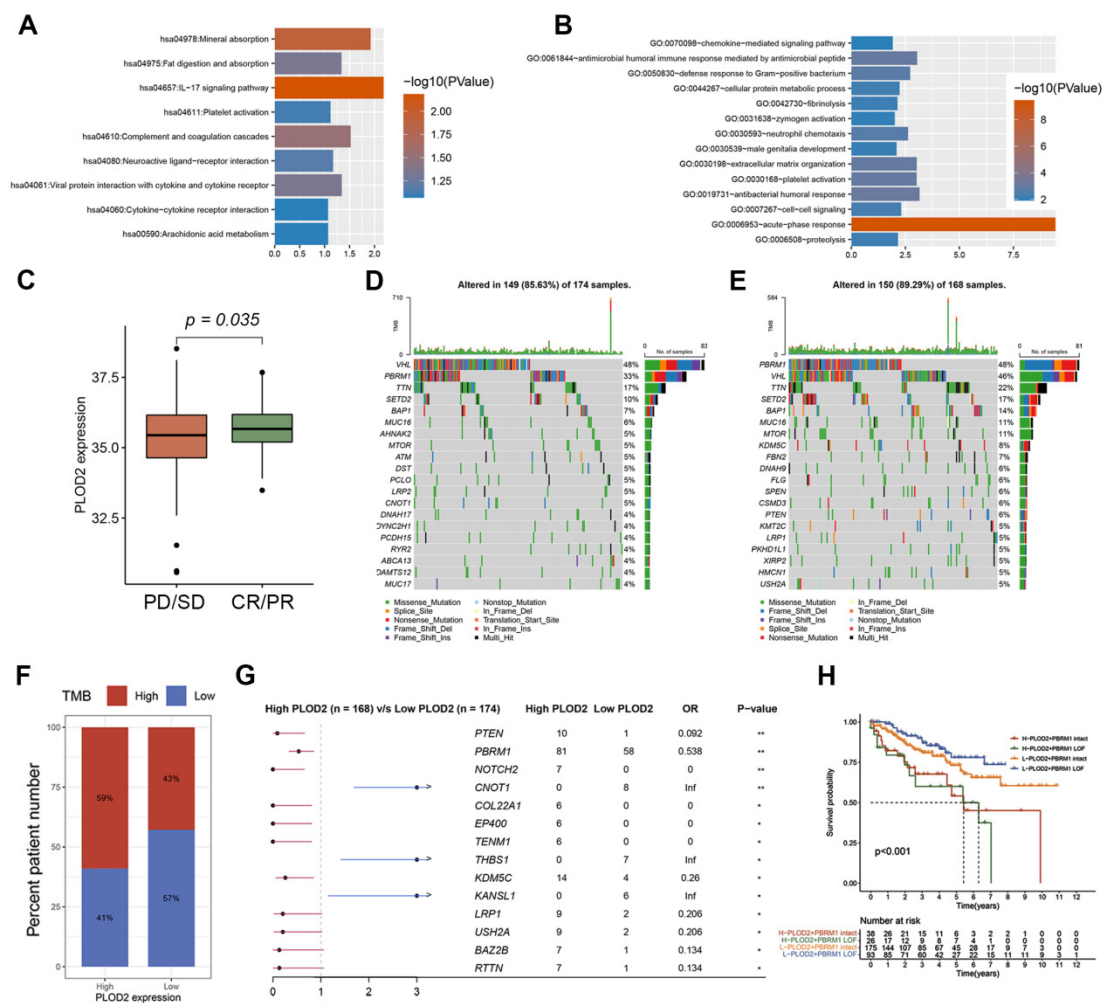 A
hsa04978:Mineral absorption
hsa04975:Fat digestion and absorption
hsa04657:IL-17 signaling pathway
hsa04611:Platelet activation
hsa04610:Complement and coagulation cascades
hsa04080:Neuroactive ligand-receptor interaction
hsa04061:Viral protein interaction with cytokine and cytokine receptor
hsa04060:Cytokine-cytokine receptor interaction
hsa00590:Arachidonic acid metabolism
0.0 0.5 1.0 1.5 2.0
−log10(PValue)
2.00
1.75
1.50
1.25
B
GO:0070098~chemokine-mediated signaling pathway
GO:0061844~antimicrobial humoral immune response mediated by antimicrobial peptide
GO:0050830~defense response to Gram-positive bacterium
GO:0044267~cellular protein metabolic process
GO:0042730~fibrinolysis
GO:0031638~zymogen activation
GO:0030593~neutrophil chemotaxis
GO:0030539~male genitalia development
GO:0030198~extracellular matrix organization
GO:0030168~platelet activation
GO:0019731~antibacterial humoral response
GO:0007267~cell-cell signaling
GO:0006953~acute-phase response
GO:0006508~proteolysis
0.0 2.5 5.0 7.5
−log10(PValue)
8
6
4
2
C
p = 0.035
PLOD2 expression
37.5
35.0
32.5
PD/SD CR/PR
D
Altered in 149 (85.63%) of 174 samples.
710
TMB
0
0 83
No. of samples
VHL 48%
PBRM1 33%
TTN 17%
SETD2 10%
BAP1 7%
MUC16 6%
AHNAK2 5%
MTOR 5%
ATM 5%
DST 5%
PCLO 5%
LRP2 5%
CNOT1 5%
DNAH17 4%
DYNC2H1 4%
PCDH15 4%
RYR2 4%
ABCA13 4%
DAMTS12 4%
MUC17 4%
Missense_Mutation Nonstop_Mutation
Splice_Site In_Frame_Del
Nonsense_Mutation Translation_Start_Site
Frame_Shift_Del In_Frame_Ins
Frame_Shift_Ins Multi_Hit
E
Altered in 150 (89.29%) of 168 samples.
584
TMB
0
0 81
No. of samples
PBRM1 48%
VHL 46%
TTN 22%
SETD2 17%
BAP1 14%
MUC16 11%
MTOR 11%
KDM5C 8%
FBN2 7%
DNAH9 6%
FLG 6%
SPEN 6%
CSMD3 6%
PTEN 6%
KMT2C 5%
LRP1 5%
PKHD1L1 5%
XIRP2 5%
HMCN1 5%
USH2A 5%
Missense_Mutation In_Frame_Del
Frame_Shift_Del Translation_Start_Site
Frame_Shift_Ins Nonstop_Mutation
Splice_Site In_Frame_Ins
Nonsense_Mutation Multi_Hit
F
TMB High Low
Percent patient number
100
75
50
25
0
59% 43%
41% 57%
High Low
PLOD2 expression
G
High PLOD2 (n = 168) v/s Low PLOD2 (n = 174) High PLOD2 Low PLOD2 OR P-value
PTEN 10 1 0.092 **
PBRM1 81 58 0.538 **
NOTCH2 7 0 0 **
CNOT1 0 8 Inf **
COL22A1 6 0 0 *
EP400 6 0 0 *
TENM1 6 0 0 *
THBS1 0 7 Inf *
KDM5C 14 4 0.26 *
KANSL1 0 6 Inf *
LRP1 9 2 0.206 *
USH2A 9 2 0.206 *
BAZ2B 7 1 0.134 *
RTTN 7 1 0.134 *
0 1 3
H
H-PLOD2+PBRM1 intact
H-PLOD2+PBRM1 LOF
L-PLOD2+PBRM1 intact
L-PLOD2+PBRM1 LOF
Survival probability
1.00
0.75
0.50
0.25
0.00
p<0.001
0 1 2 3 4 5 6 7 8 9 10 11 12
Time(years)
Number at risk
H-PLOD2+PBRM1 intact 38 26 21 15 11 6 3 2 2 1 0 0 0
H-PLOD2+PBRM1 LOF 26 17 12 9 8 7 4 1 0 0 0 0 0
L-PLOD2+PBRM1 intact 175 144 107 85 67 45 28 17 9 7 3 0 0
L-PLOD2+PBRM1 LOF 93 85 71 60 42 27 22 15 11 11 9 3 1
0 1 2 3 4 5 6 7 8 9 10 11 12
Time(years)